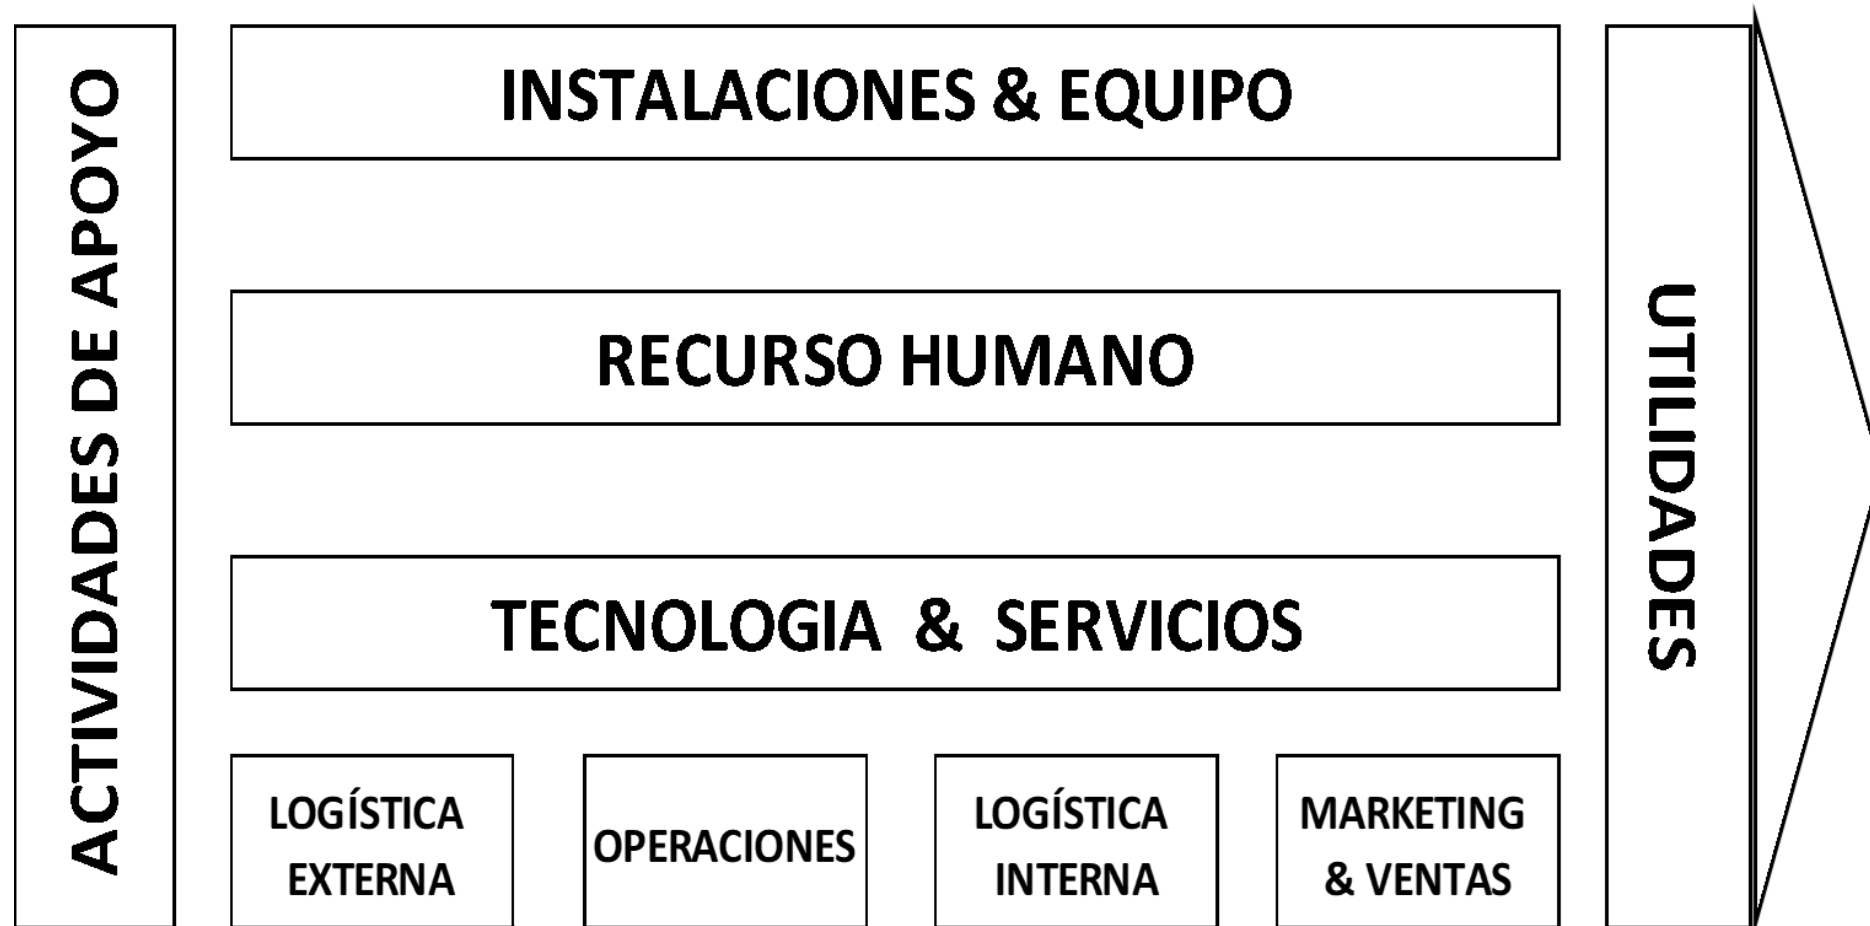 ACTIVIDADES DE APOYO
INSTALACIONES & EQUIPO
RECURSO HUMANO
TECNOLOGIA & SERVICIOS
LOGÍSTICA
EXTERNA
OPERACIONES
LOGÍSTICA
INTERNA
MARKETING
& VENTAS
UTILIDADES